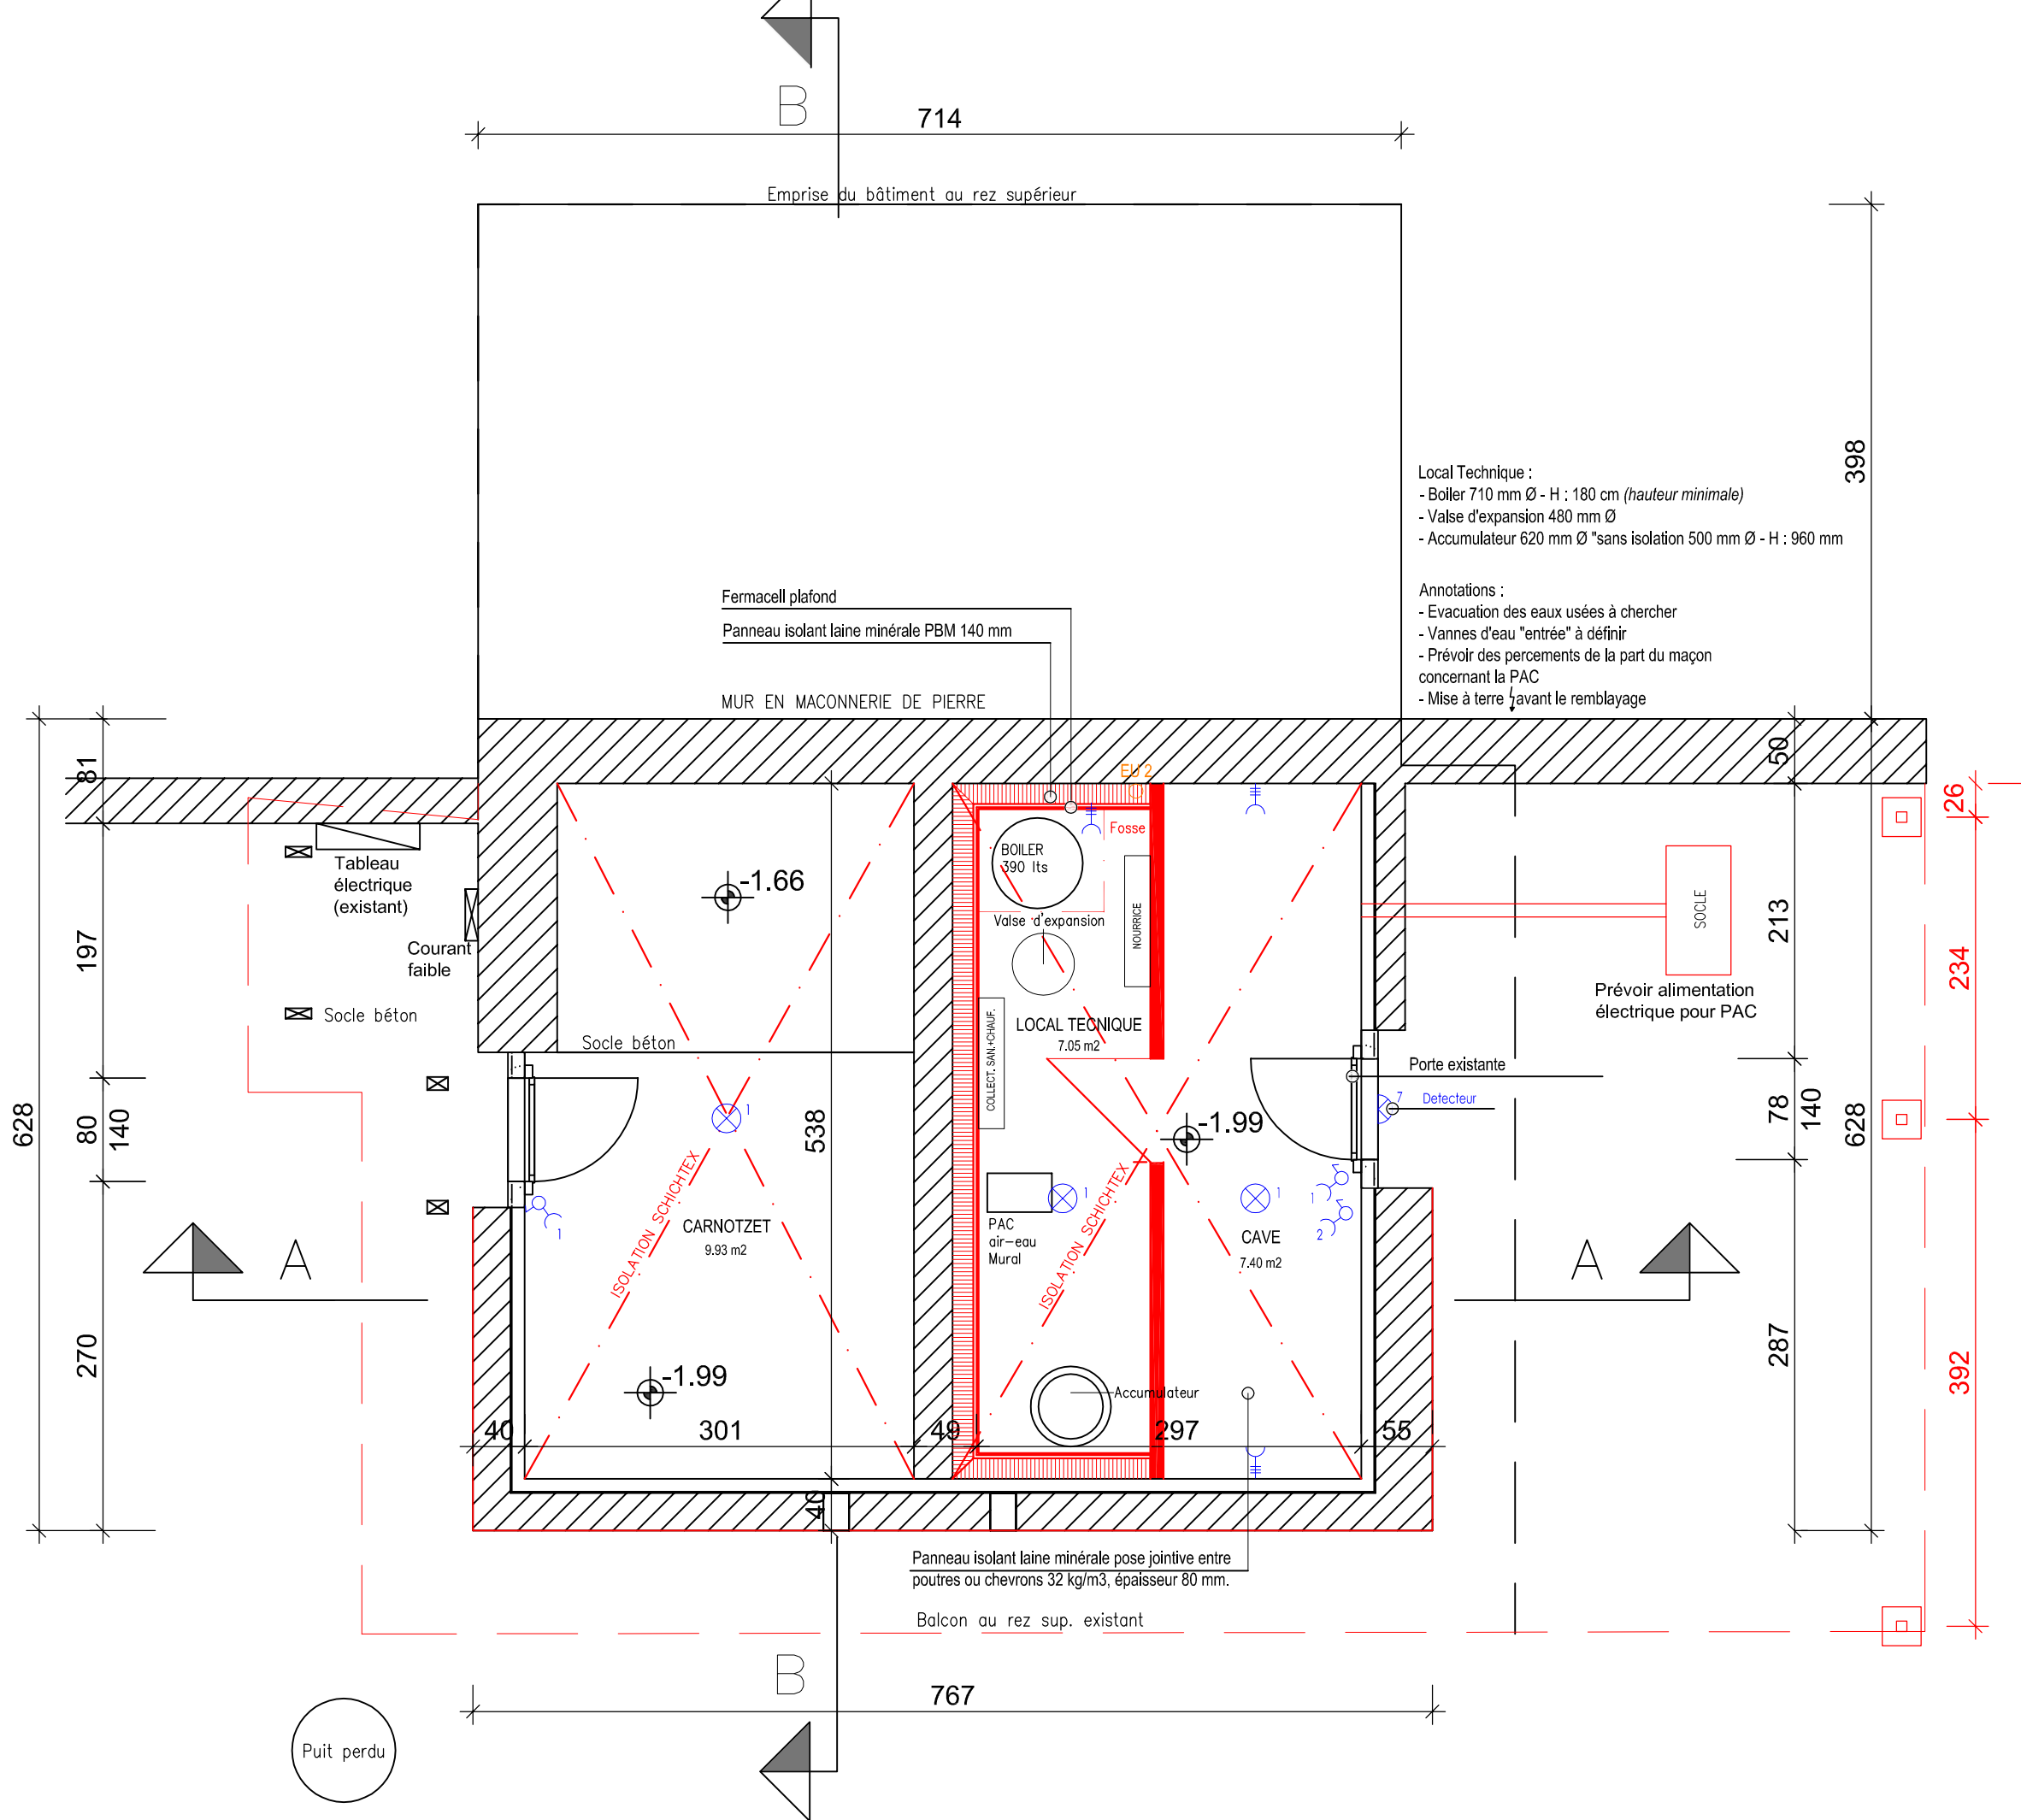 B
714
Emprise du bâtiment au rez supérieur
398
Local Technique :
- Boiler 710 mm Ø - H : 180 cm (hauteur minimale)
- Valse d'expansion 480 mm Ø
- Accumulateur 620 mm Ø "sans isolation 500 mm Ø - H : 960 mm
Annotations :
- Evacuation des eaux usées à chercher
- Vannes d'eau "entrée" à définir
- Prévoir des percements de la part du maçon
concernant la PAC
- Mise à terre avant le remblayage
Fermacell plafond
Panneau isolant laine minérale PBM 140 mm
MUR EN MACONNERIE DE PIERRE
81
50
EU 2
26
Fosse
BOILER
390 lts
Tableau
électrique
(existant)
-1.66
SOCLE
NOURRICE
Valse d'expansion
197
213
234
Courant
faible
Socle béton
Prévoir alimentation
électrique pour PAC
COLLECT. SAN.+CHAUF.
LOCAL TECNIQUE
7.05 m2
Socle béton
Porte existante
7
Detecteur
628
80
140
1
538
-1.99
78
140
628
ISOLATION SCHICHTEX
ISOLATION SCHICHTEX
1
1
1
2
1
CARNOTZET
9.93 m2
PAC
air-eau
Mural
CAVE
7.40 m2
A
A
270
287
392
-1.99
Accumulateur
40
301
49
297
55
40
Panneau isolant laine minérale pose jointive entre
poutres ou chevrons 32 kg/m3, épaisseur 80 mm.
Balcon au rez sup. existant
B
767
Puit perdu